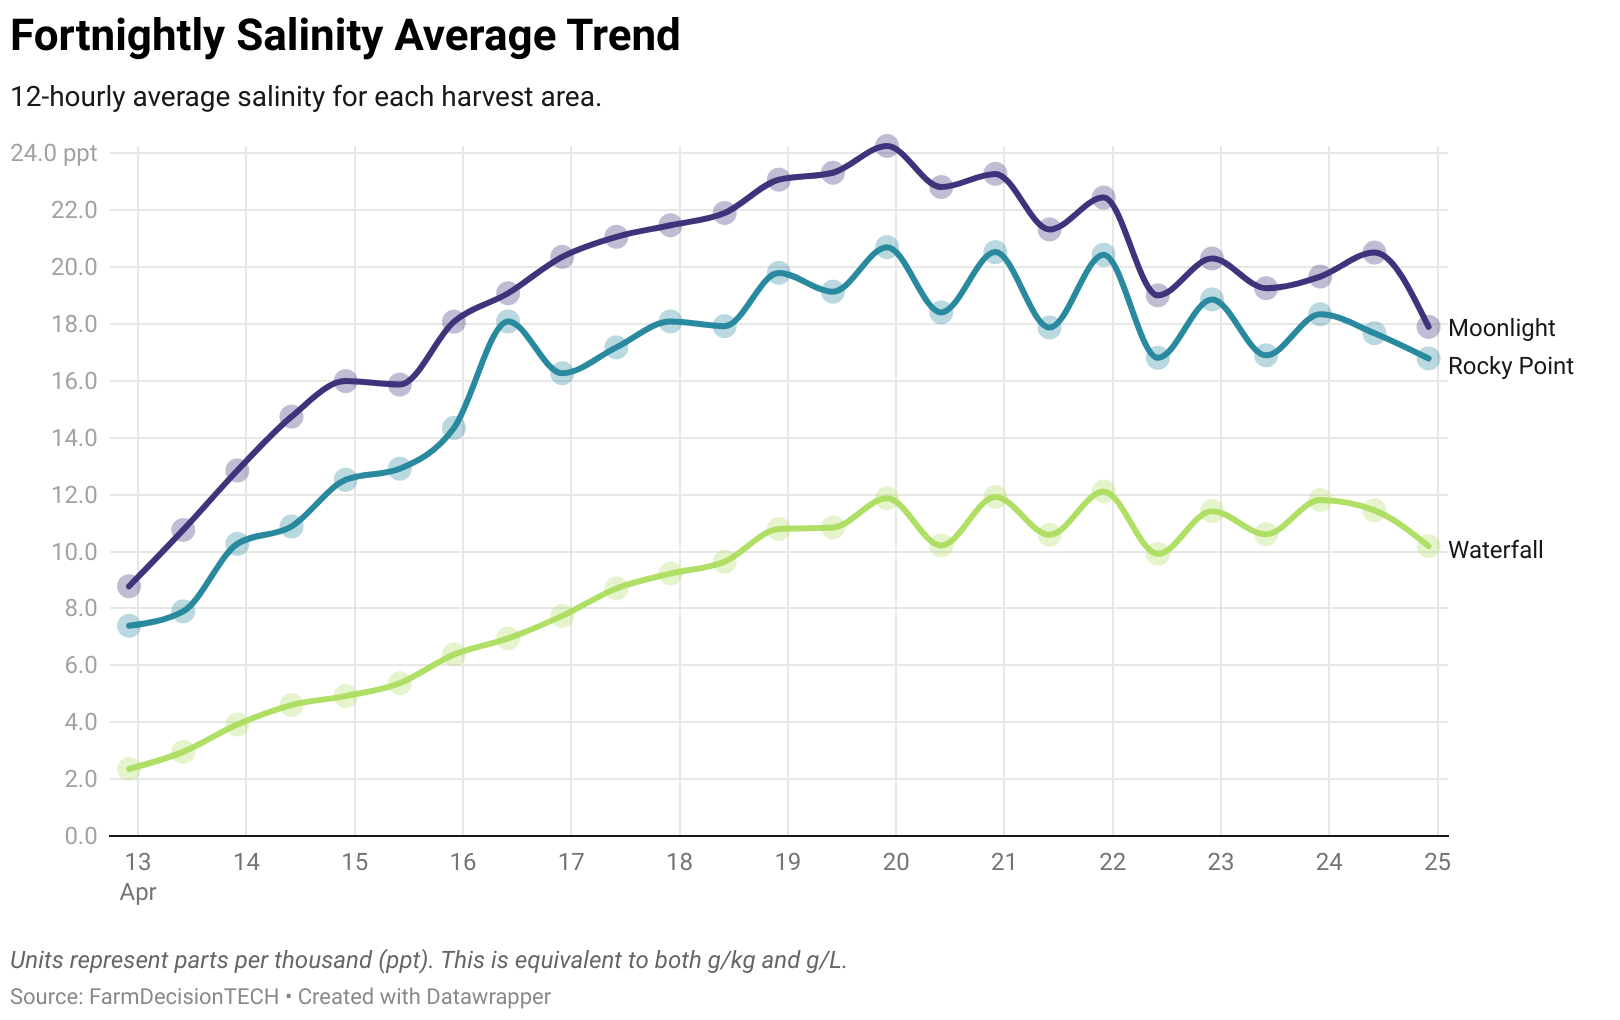 Fortnightly Salinity Average Trend
12-hourly average salinity for each harvest area.
24.0 ppt
22.0
20.0
18.0
16.0
14.0
12.0
10.0
8.0
6.0
4.0
2.0
0.0
Moonlight
Rocky Point
Waterfall
13 14 15 16 17 18 19 20 21 22 23 24 25
Apr
Units represent parts per thousand (ppt). This is equivalent to both g/kg and g/L.
Source: FarmDecisionTECH • Created with Datawrapper